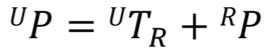 ᵁP = ᵁT_R + ᴿP